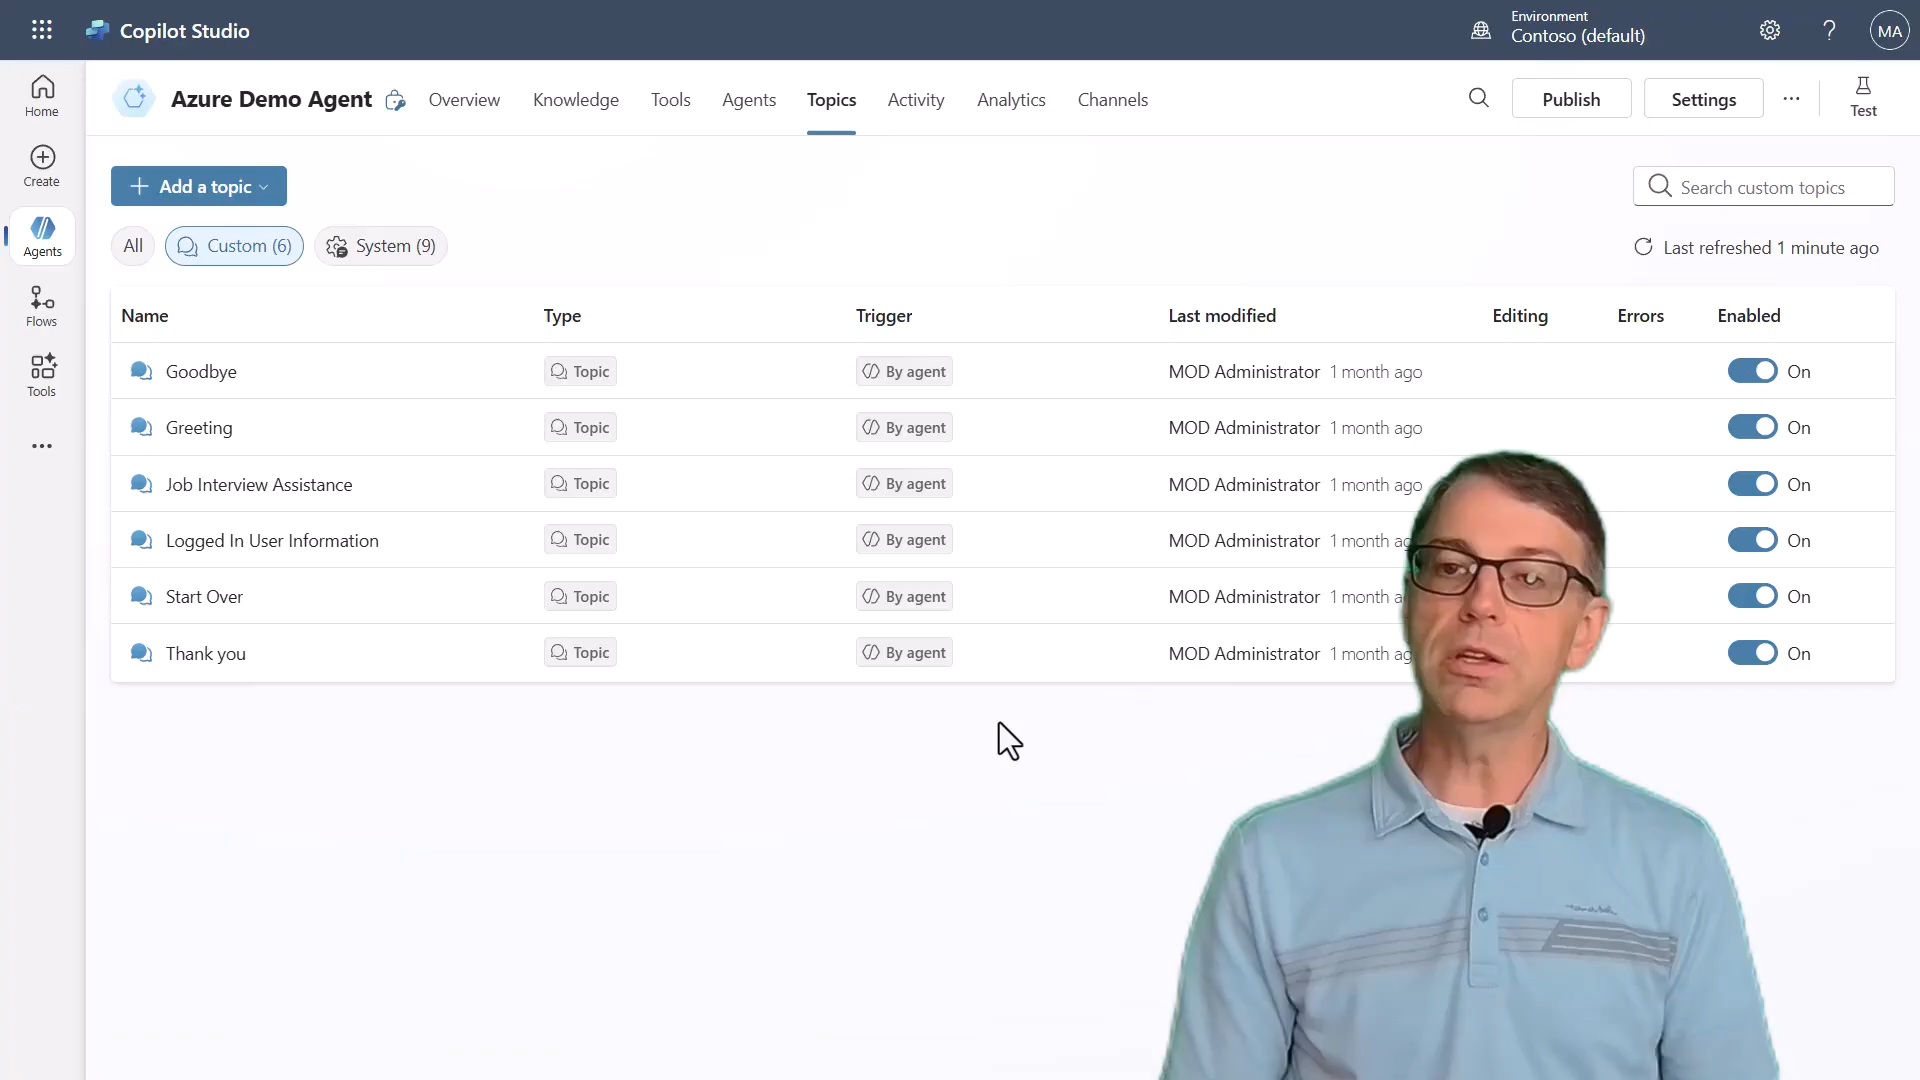 Copilot Studio
Environment
Contoso (default)
MA
Azure Demo Agent Overview Knowledge Tools Agents Topics Activity Analytics Channels Publish Settings Test
Home
Create
Agents
Flows
Tools
Add a topic
Search custom topics
All Custom (6) System (9)
Last refreshed 1 minute ago
Name Type Trigger Last modified Editing Errors Enabled
Goodbye Topic By agent MOD Administrator 1 month ago On
Greeting Topic By agent MOD Administrator 1 month ago On
Job Interview Assistance Topic By agent MOD Administrator 1 month ago On
Logged In User Information Topic By agent MOD Administrator 1 month On
Start Over Topic By agent MOD Administrator 1 month On
Thank you Topic By agent MOD Administrator 1 month On